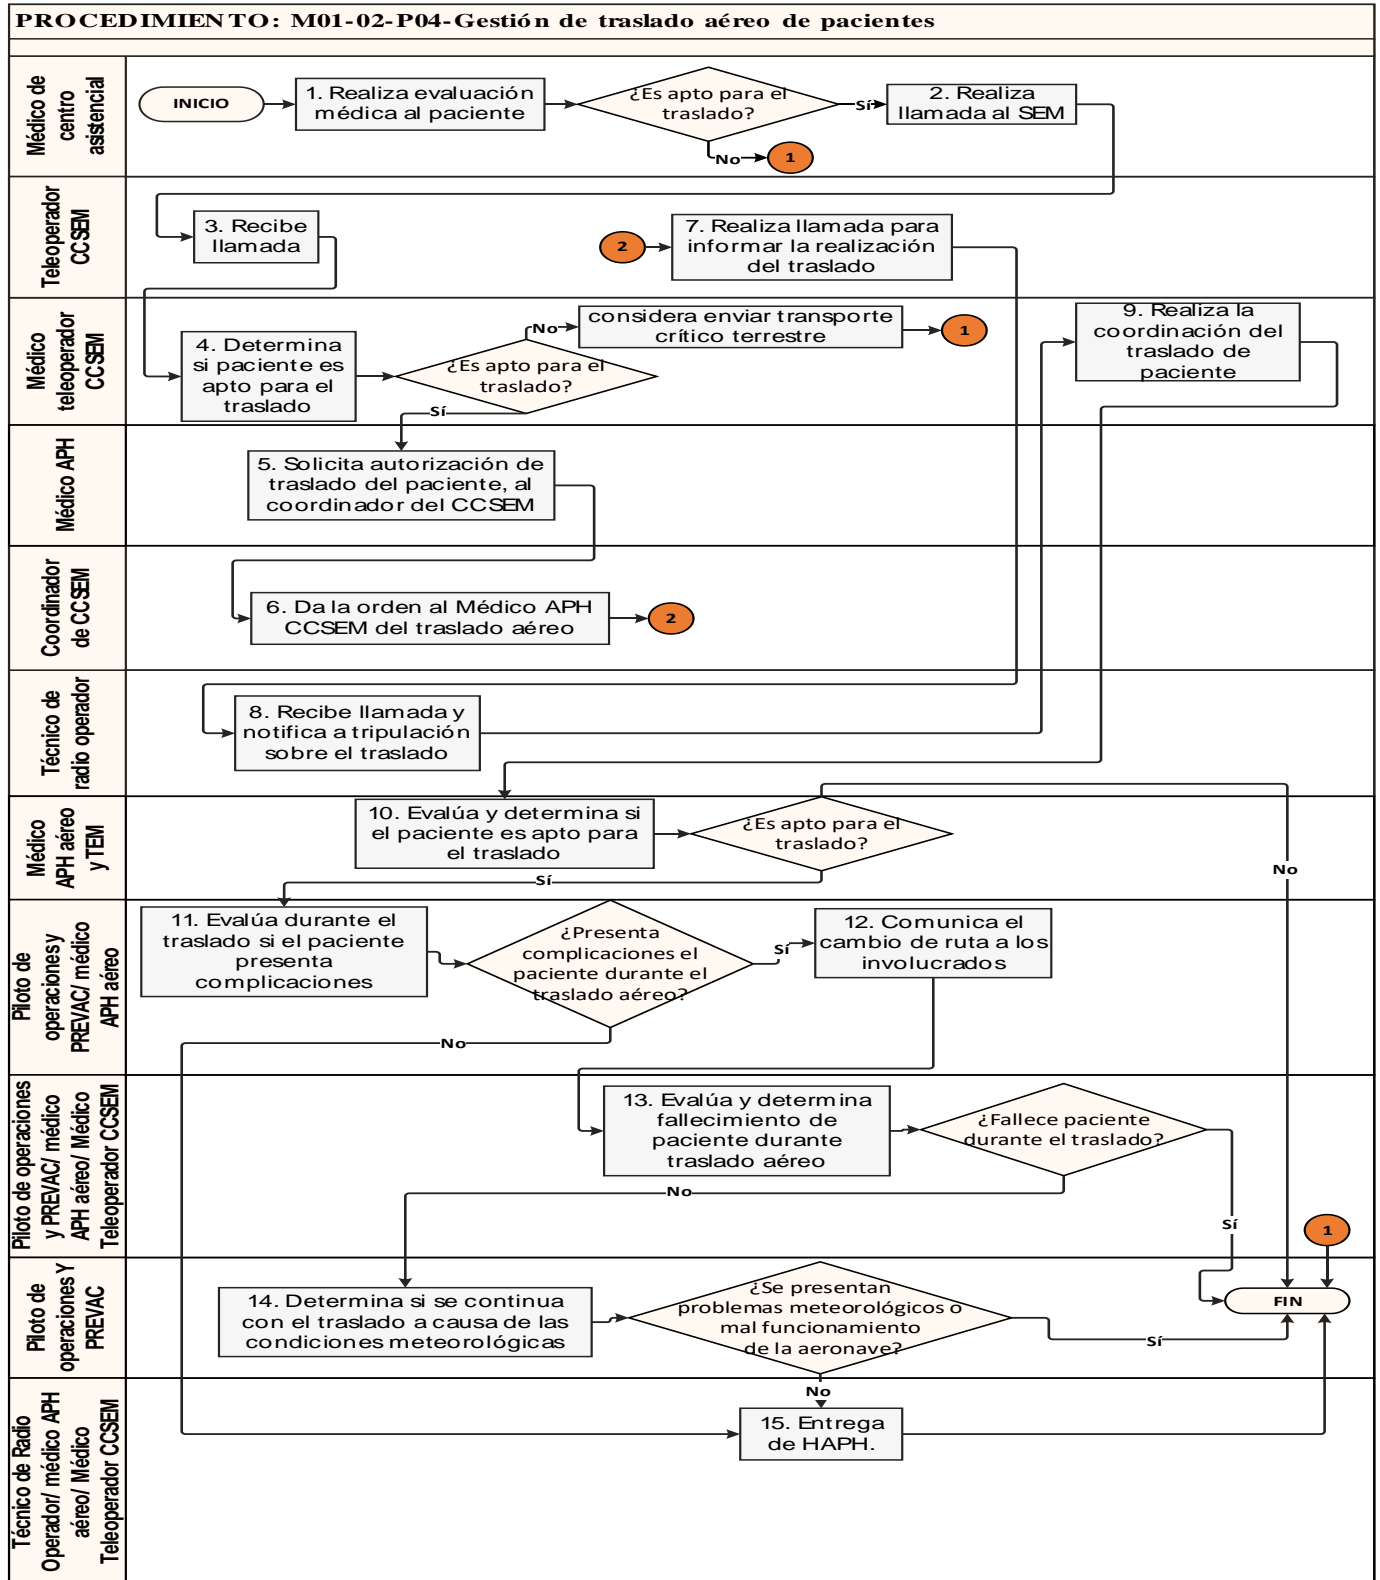 PROCEDIMIENTO: M01-02-P04-Gestión de traslado aéreo de pacientes
Médico de
centro
asistencial
INICIO
1. Realiza evaluación
médica al paciente
¿Es apto para el
traslado?
Sí
2. Realiza
llamada al SEM
No
1
Teleoperador
CCSEM
3. Recibe
llamada
2
7. Realiza llamada para
informar la realización
del traslado
Médico
teleoperador
CCSEM
4. Determina
si paciente es
apto para el
traslado
¿Es apto para el
traslado?
No
considera enviar transporte
crítico terrestre
1
Sí
9. Realiza la
coordinación del
traslado de
paciente
Médico APH
5. Solicita autorización de
traslado del paciente, al
coordinador del CCSEM
Coordinador
de CCSEM
6. Da la orden al Médico APH
CCSEM del traslado aéreo
2
Técnico de
radio operador
8. Recibe llamada y
notifica a tripulación
sobre el traslado
Médico
APH aéreo
y TEM
10. Evalúa y determina si
el paciente es apto para
el traslado
¿Es apto para el
traslado?
No
Sí
Piloto de
operaciones y
PREVAC/ médico
APH aéreo
11. Evalúa durante el
traslado si el paciente
presenta
complicaciones
¿Presenta
complicaciones el
paciente durante el
traslado aéreo?
Sí
12. Comunica el
cambio de ruta a los
involucrados
No
Piloto de operaciones
y PREVAC/ médico
APH aéreo/ Médico
Teleoperador CCSEM
13. Evalúa y determina
fallecimiento de
paciente durante
traslado aéreo
¿Fallece paciente
durante el traslado?
No
Sí
1
Piloto de
operaciones Y
PREVAC
14. Determina si se continua
con el traslado a causa de las
condiciones meteorológicas
¿Se presentan
problemas meteorológicos o
mal funcionamiento
de la aeronave?
Sí
FIN
No
Técnico de Radio
Operador/ médico APH
aéreo/ Médico
Teleoperador CCSEM
15. Entrega
de HAPH.